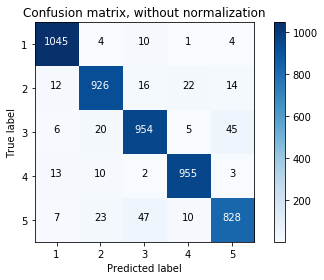 Confusion matrix, without normalization
1 1045 4 10 1 4
2 12 926 16 22 14
3 6 20 954 5 45
4 13 10 2 955 3
5 7 23 47 10 828
1 2 3 4 5
True label
Predicted label
1000
800
600
400
200